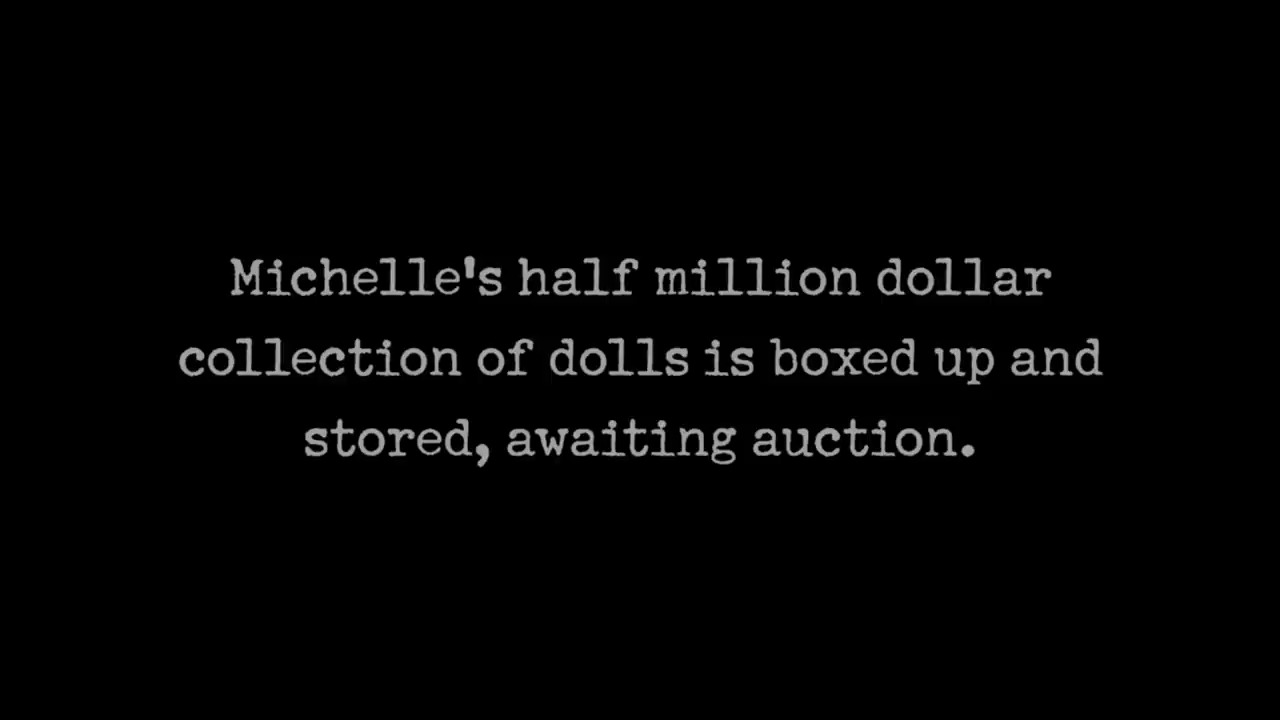 Michelle's half million dollar
collection of dolls is boxed up and
stored, awaiting auction.